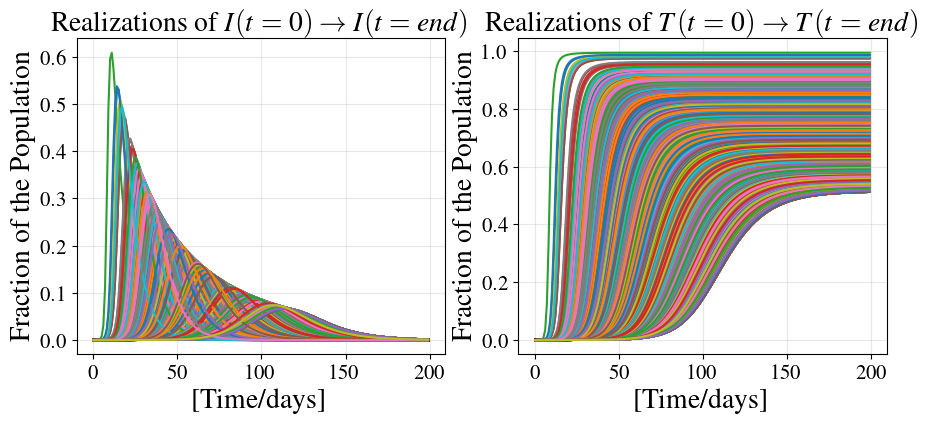 Realizations of I(t = 0) → I(t = end)
Fraction of the Population
0.6
0.5
0.4
0.3
0.2
0.1
0.0
0 50 100 150 200
[Time/days]
Realizations of T(t = 0) → T(t = end)
Fraction of the Population
1.0
0.8
0.6
0.4
0.2
0.0
0 50 100 150 200
[Time/days]